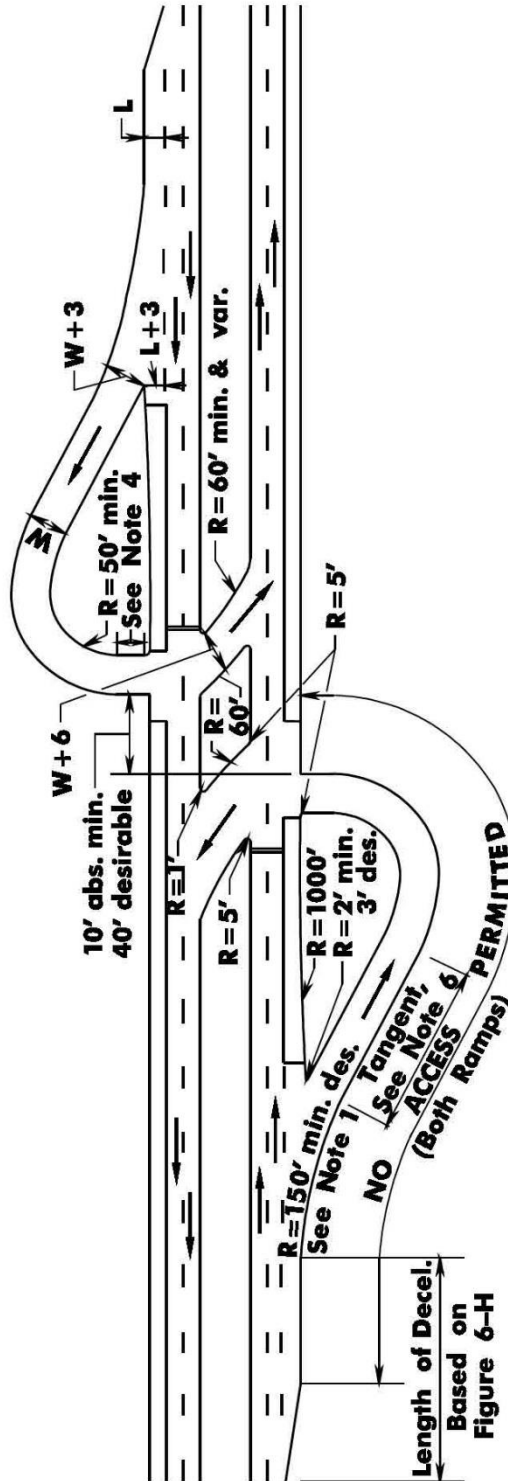 L
W+3
L+3
W
R=50' min.
See Note 4
R=60' min. & var.
W+6
R=
60'
R=5'
10' abs. min.
40' desirable
R=1'
R=5'
R=1000'
R=2' min.
3' des.
R=150' min. des.
See Note 1
Tangent,
See Note 6
NO ACCESS PERMITTED
(Both Ramps)
Length of Decel.
Based on
Figure 6-H